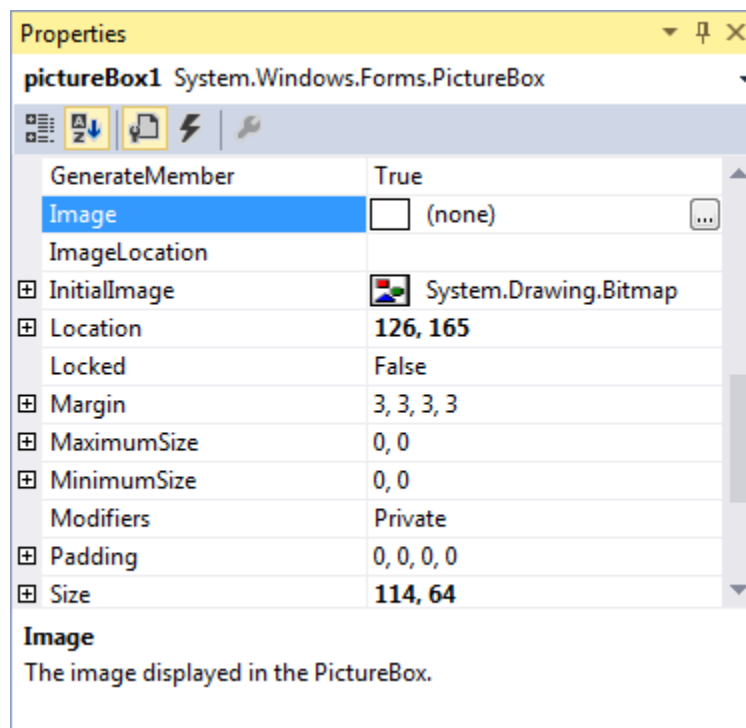 Properties
pictureBox1 System.Windows.Forms.PictureBox
GenerateMember True
Image (none) ...
ImageLocation
InitialImage System.Drawing.Bitmap
Location 126, 165
Locked False
Margin 3, 3, 3, 3
MaximumSize 0, 0
MinimumSize 0, 0
Modifiers Private
Padding 0, 0, 0, 0
Size 114, 64
Image
The image displayed in the PictureBox.